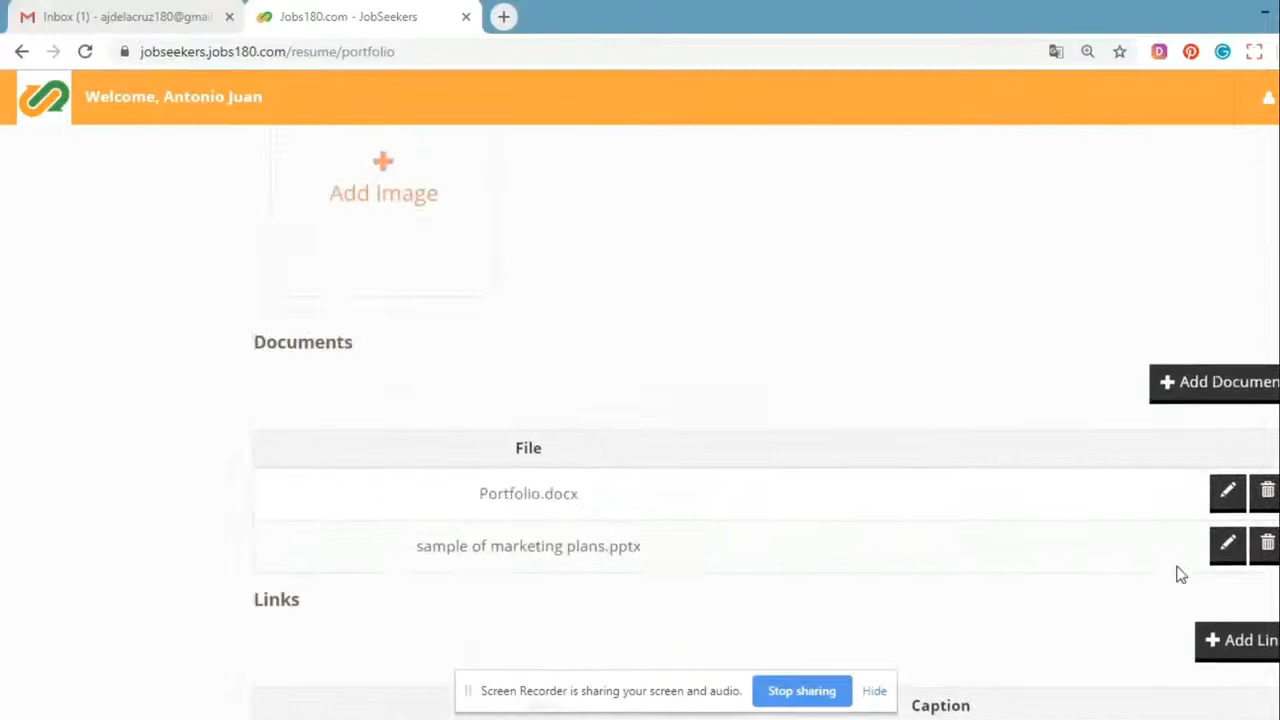 Inbox (1) - ajdelacruz180@gmai
Jobs180.com - JobSeekers
jobseekers.jobs180.com/resume/portfolio
Welcome, Antonio Juan
Add Image
Documents
Add Documen
File
Portfolio.docx
sample of marketing plans.pptx
Links
Add Lin
Screen Recorder is sharing your screen and audio.
Stop sharing
Hide
Caption